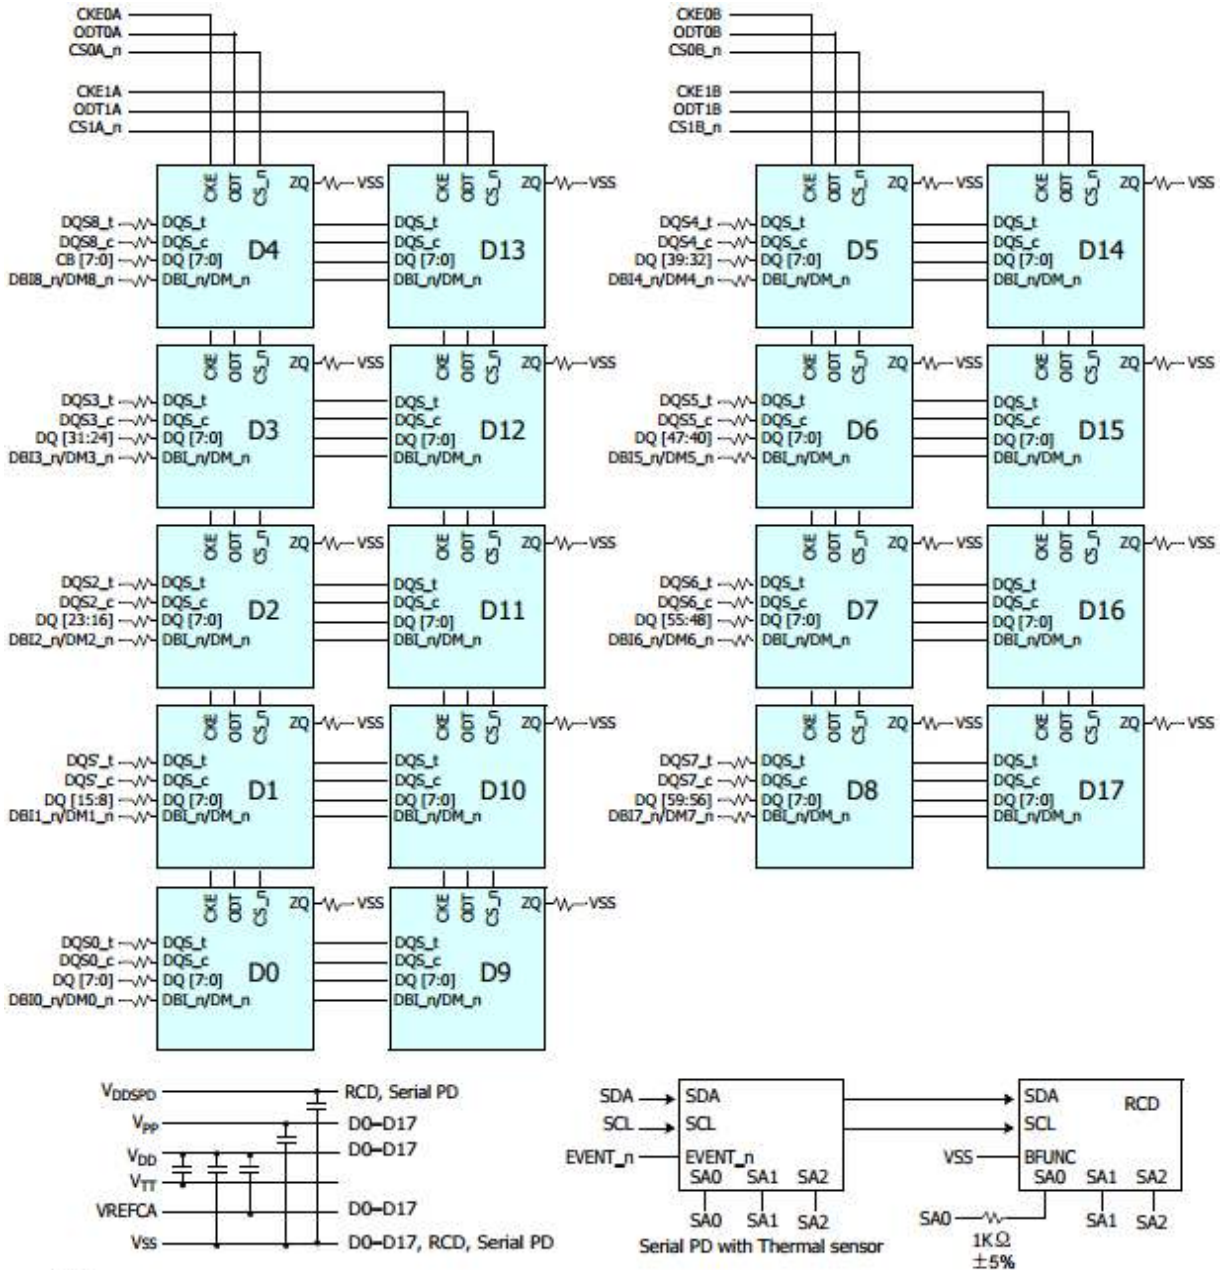 CKE0A CKE0B
ODT0A ODT0B
CS0A_n CS0B_n
CKE1A CKE1B
ODT1A ODT1B
CS1A_n CS1B_n
CKE ODT CS_n ZQ VSS CKE ODT CS_n ZQ VSS CKE ODT CS_n ZQ VSS CKE ODT CS_n ZQ VSS
DQS8_t DQS_t DQS_t DQS4_t DQS_t DQS_t
DQS8_c DQS_c D4 DQS_c D13 DQS4_c DQS_c D5 DQS_c D14
CB [7:0] DQ [7:0] DQ [7:0] DQ [39:32] DQ [7:0] DQ [7:0]
DBI8_n/DM8_n DBI_n/DM_n DBI_n/DM_n DBI4_n/DM4_n DBI_n/DM_n DBI_n/DM_n
CKE ODT CS_n ZQ VSS CKE ODT CS_n ZQ VSS CKE ODT CS_n ZQ VSS CKE ODT CS_n ZQ VSS
DQS3_t DQS_t DQS_t DQS5_t DQS_t DQS_t
DQS3_c DQS_c D3 DQS_c D12 DQS5_c DQS_c D6 DQS_c D15
DQ [31:24] DQ [7:0] DQ [7:0] DQ [47:40] DQ [7:0] DQ [7:0]
DBI3_n/DM3_n DBI_n/DM_n DBI_n/DM_n DBI5_n/DM5_n DBI_n/DM_n DBI_n/DM_n
CKE ODT CS_n ZQ VSS CKE ODT CS_n ZQ VSS CKE ODT CS_n ZQ VSS CKE ODT CS_n ZQ VSS
DQS2_t DQS_t DQS_t DQS6_t DQS_t DQS_t
DQS2_c DQS_c D2 DQS_c D11 DQS6_c DQS_c D7 DQS_c D16
DQ [23:16] DQ [7:0] DQ [7:0] DQ [55:48] DQ [7:0] DQ [7:0]
DBI2_n/DM2_n DBI_n/DM_n DBI_n/DM_n DBI6_n/DM6_n DBI_n/DM_n DBI_n/DM_n
CKE ODT CS_n ZQ VSS CKE ODT CS_n ZQ VSS CKE ODT CS_n ZQ VSS CKE ODT CS_n ZQ VSS
DQS'_t DQS_t DQS_t DQS7_t DQS_t DQS_t
DQS'_c DQS_c D1 DQS_c D10 DQS7_c DQS_c D8 DQS_c D17
DQ [15:8] DQ [7:0] DQ [7:0] DQ [59:56] DQ [7:0] DQ [7:0]
DBI1_n/DM1_n DBI_n/DM_n DBI_n/DM_n DBI7_n/DM7_n DBI_n/DM_n DBI_n/DM_n
CKE ODT CS_n ZQ VSS CKE ODT CS_n ZQ VSS
DQS0_t DQS_t DQS_t
DQS0_c DQS_c D0 DQS_c D9
DQ [7:0] DQ [7:0] DQ [7:0]
DBI0_n/DM0_n DBI_n/DM_n DBI_n/DM_n
VDDSPD RCD, Serial PD
VPP D0–D17
VDD D0–D17
VTT
VREFCA D0–D17
Vss D0–D17, RCD, Serial PD
SDA SDA SDA RCD
SCL SCL SCL
EVENT_n EVENT_n VSS BFUNC
SA0 SA1 SA2 SA0 SA1 SA2
SA0 SA1 SA2 SA0 SA1 SA2
Serial PD with Thermal sensor 1KΩ
±5%